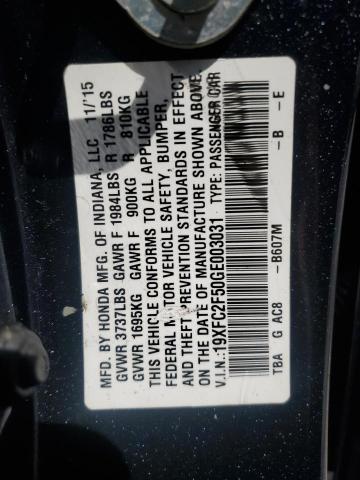 MFD. BY HONDA MFG. OF INDIANA, LLC 11/'15
GVWR 3737LBS GAWR F 1984LBS R 1786LBS
GVWR 1695KG GAWR F 900KG R 810KG
THIS VEHICLE CONFORMS TO ALL APPLICABLE
FEDERAL MOTOR VEHICLE SAFETY, BUMPER,
AND THEFT PREVENTION STANDARDS IN EFFECT
ON THE DATE OF MANUFACTURE SHOWN ABOVE.
V.I.N.:19XFC2F50GE003031 TYPE: PASSENGER CAR
TBA G AC8 -B607M -B -E